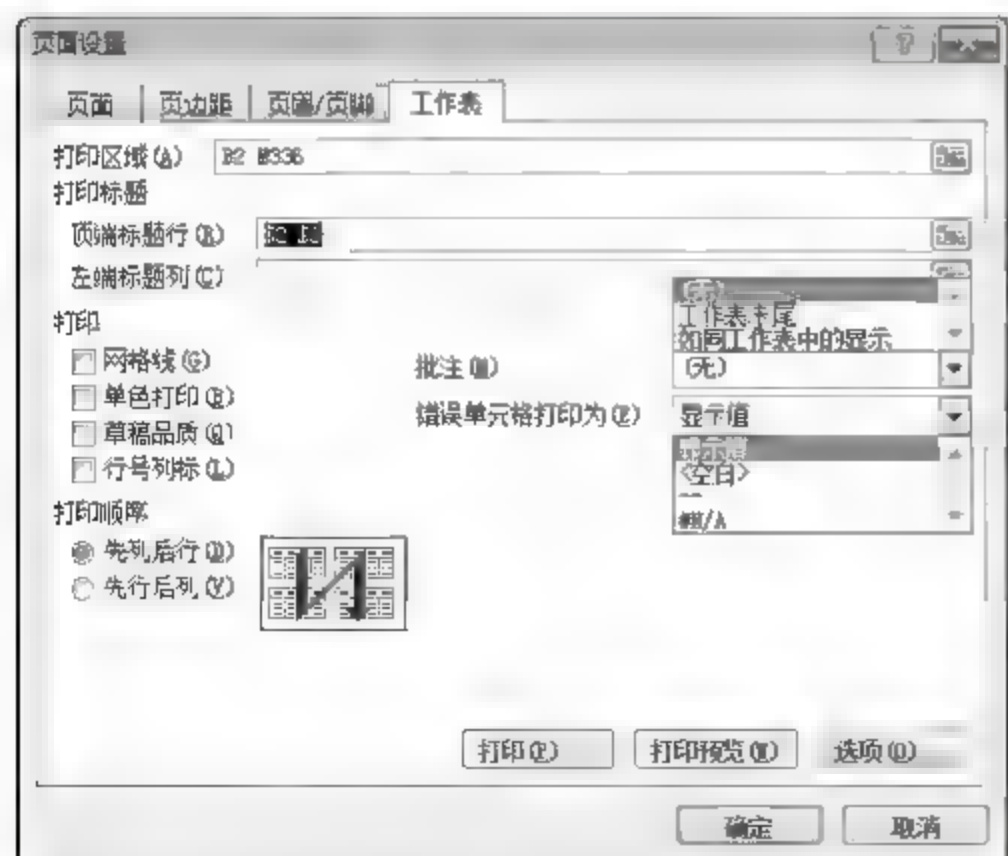 页面设置
页面 页边距 页眉/页脚 工作表
打印区域(A)
打印标题
顶端标题行(R)
左端标题列(C)
(无)
工作表末尾
如同工作表中的显示
打印
网格线(G)
批注(M) (无)
单色打印(B)
错误单元格打印为(E) 显示值
草稿品质(Q)
显示值
<空白>
--
#N/A
行号列标(L)
打印顺序
先列后行(D)
先行后列(V)
打印(P) 打印预览(W) 选项(O)
确定 取消